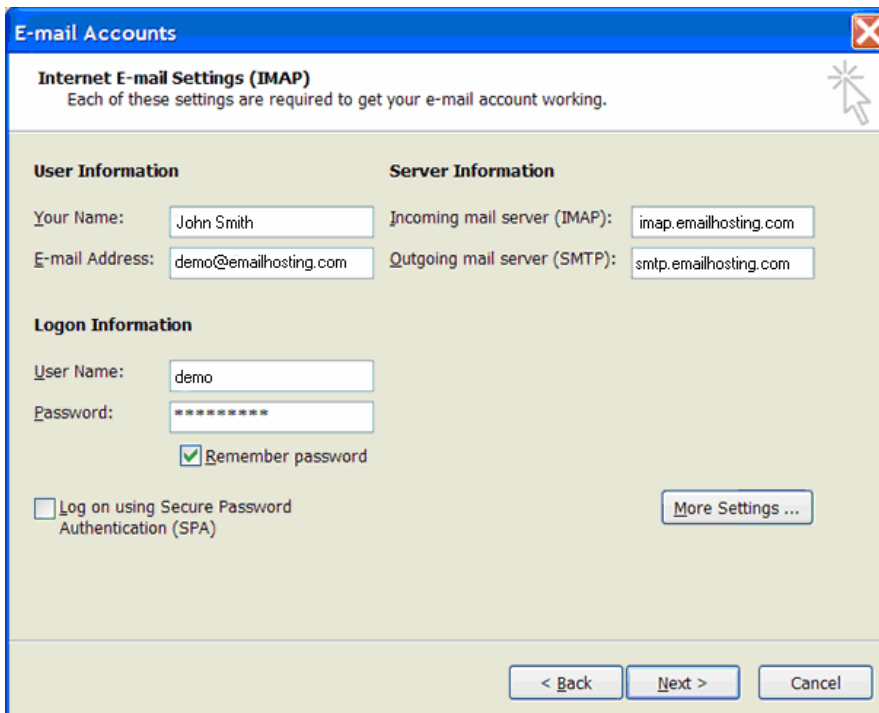 E-mail Accounts
Internet E-mail Settings (IMAP)
Each of these settings are required to get your e-mail account working.
User Information
Your Name: John Smith
E-mail Address: demo@emailhosting.com
Server Information
Incoming mail server (IMAP): imap.emailhosting.com
Outgoing mail server (SMTP): smtp.emailhosting.com
Logon Information
User Name: demo
Password: *********
Remember password
Log on using Secure Password
Authentication (SPA)
More Settings ...
< Back Next > Cancel